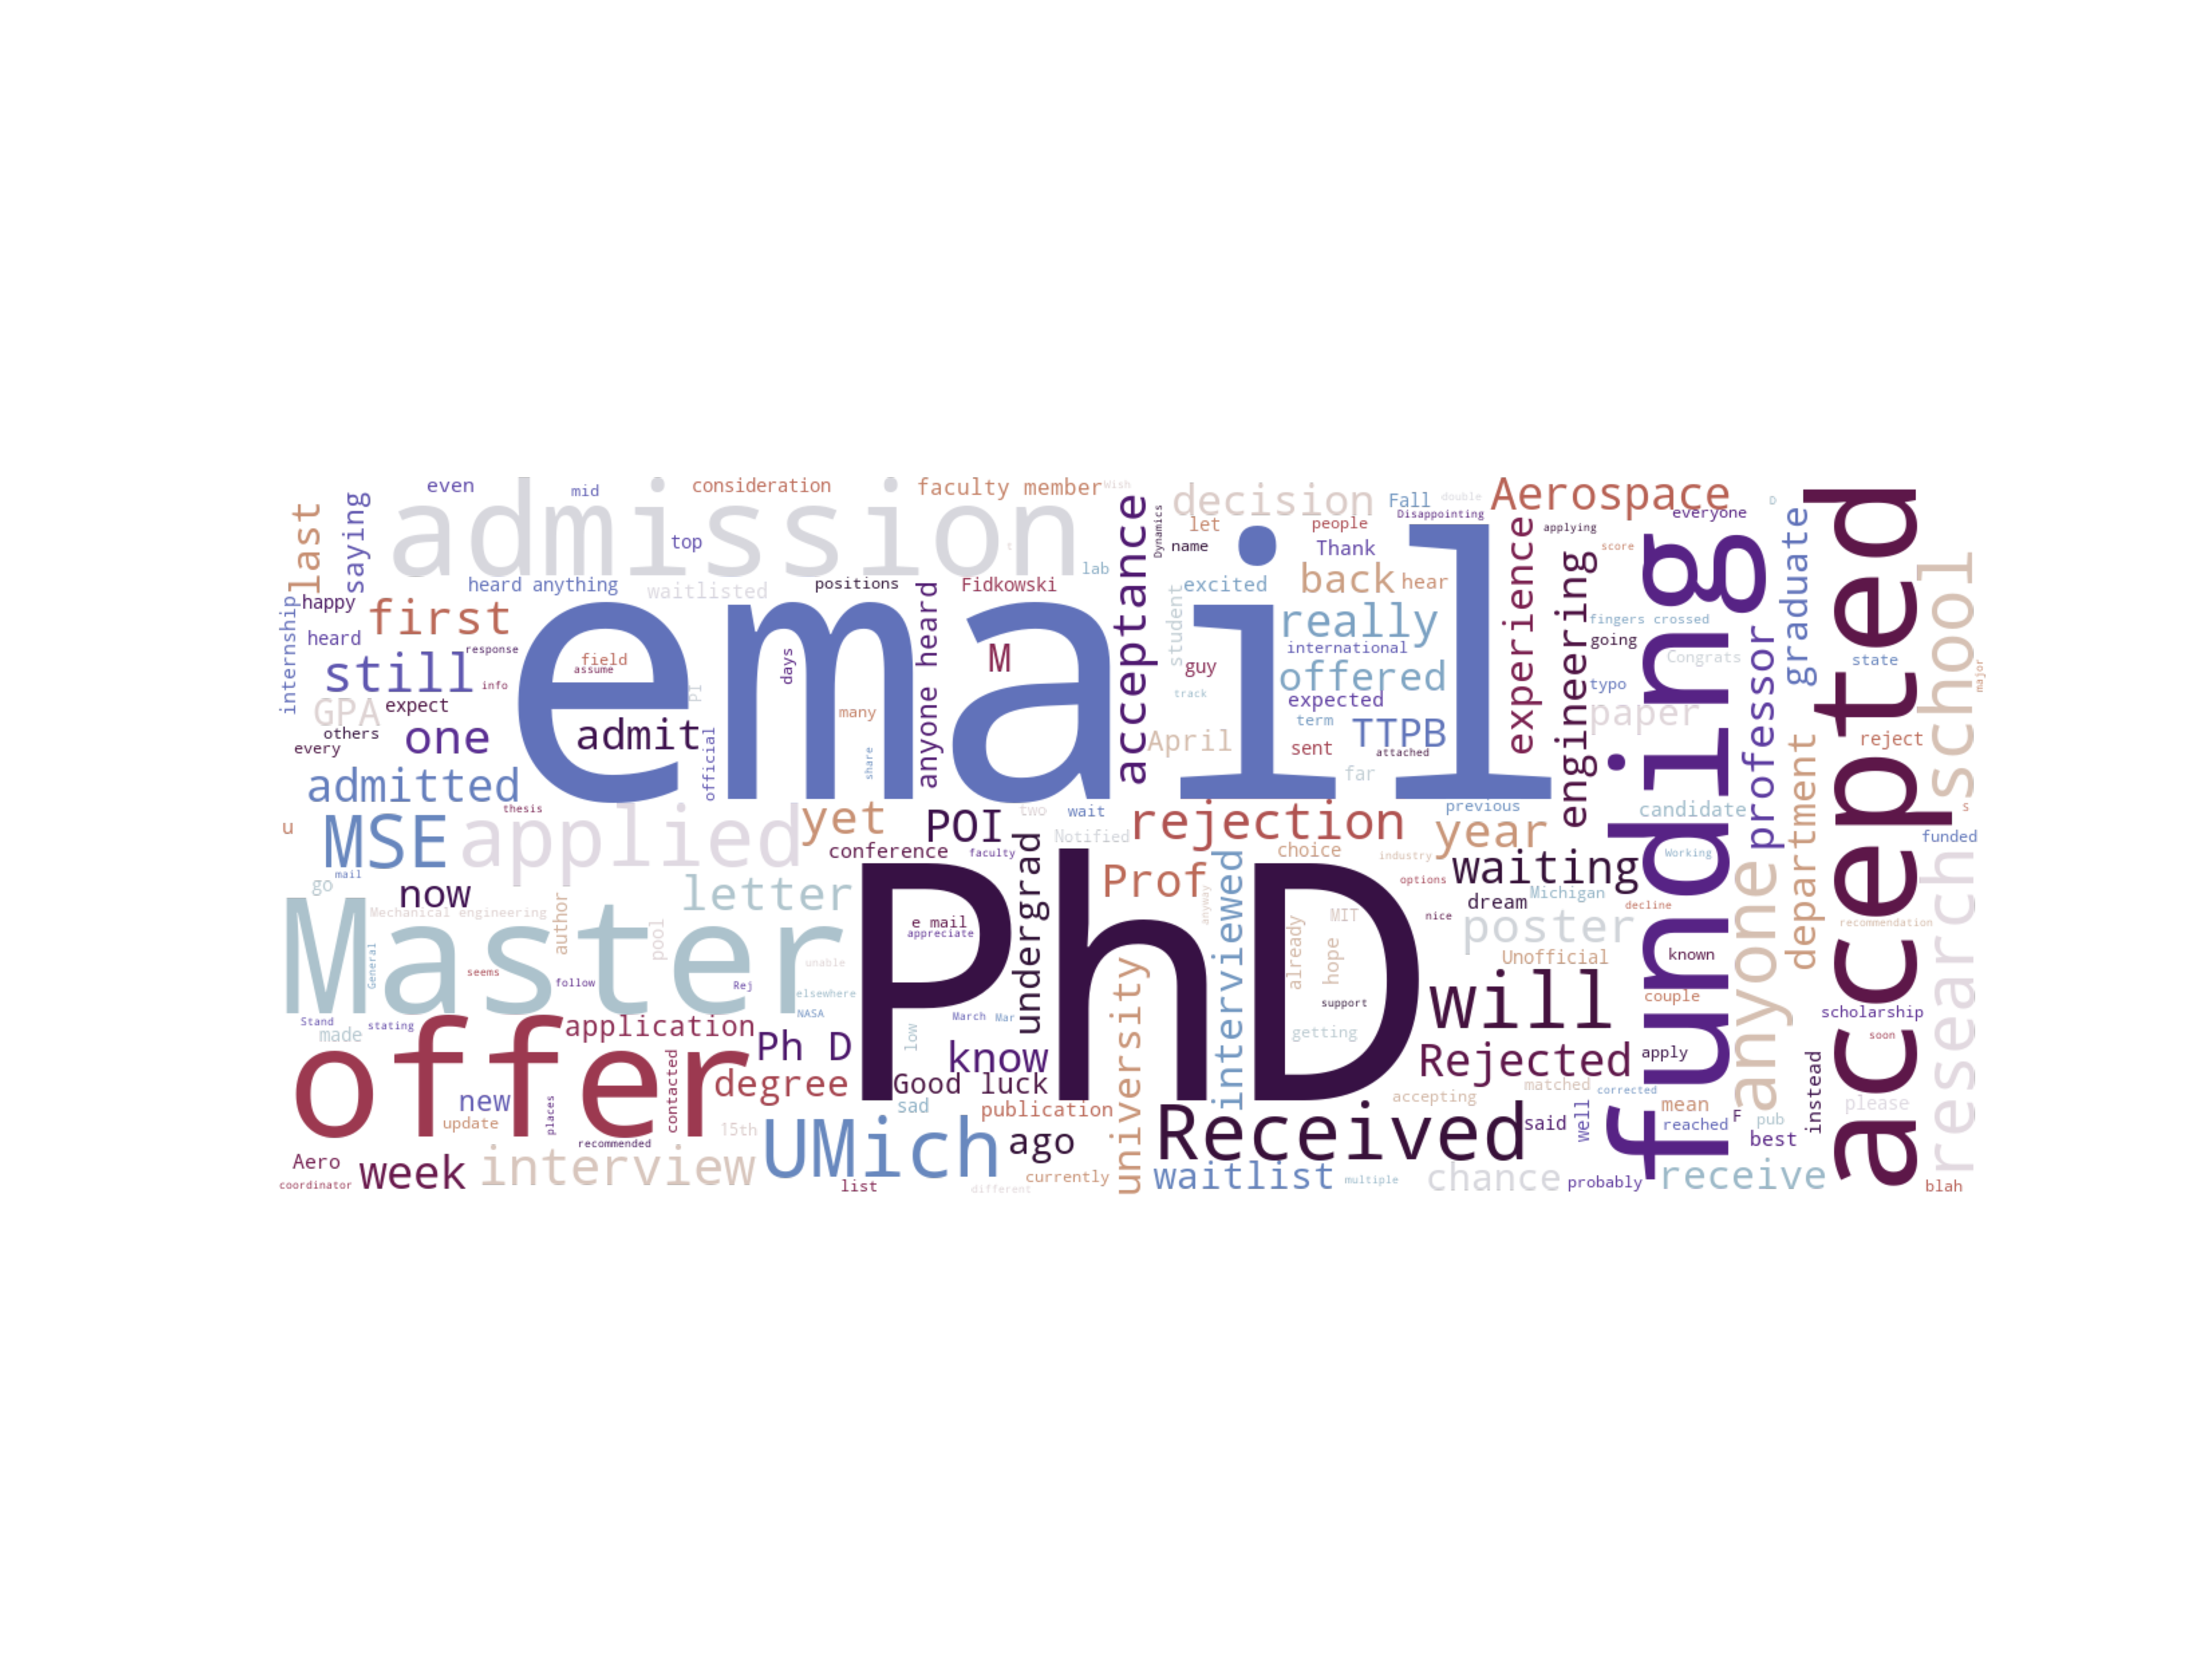 even
mid
consideration
faculty member
Wish
admission
decision
Fall
double
Aerospace
D
last
saying
top
lab
Dynamics
name
let
people
Disappointing
Thank
applying
score
everyone
accepted
heard anything
waitlisted
positions
Fidkowski
t
acceptance
excited
back
hear
experience
engineering
funding
graduate
school
internship
happy
first
heard
email
anyone heard
student
really
international
fingers crossed
going
Congrats
professor
state
major
still
response
info
field
assume
days
M
guy
track
offered
expected
typo
GPA
expect
others
every
one
admit
PI
official
many
share
April
term
sent
TTPB
attached
far
paper
reject
admitted
thesis
applied
yet
two
wait
previous
candidate
department
s
u
MSE
mail
POI
conference
faculty
Notified
rejection
choice
year
industry
options
waiting
Working
funded
research
go
now
Mechanical engineering
author
letter
pool
e mail
appreciate
undergrad
Prof
anyway
interviewed
MIT
dream
nice
Michigan
decline
anyone
recommendation
Master
General
seems
follow
Rej
unable
elsewhere
NASA
PhD
already
hope
support
getting
poster
Unofficial
known
couple
scholarship
Stand
stating
made
offer
application
Ph D
low
March
Mar
know
university
will
Rejected
apply
soon
contacted
degree
Good luck
sad
publication
matched
corrected
accepting
mean
F
pub
instead
please
new
update
places
recommended
15th
UMich
ago
Received
said
well
reached
best
Aero
coordinator
week
interview
list
different
currently
waitlist
multiple
chance
probably
receive
blah